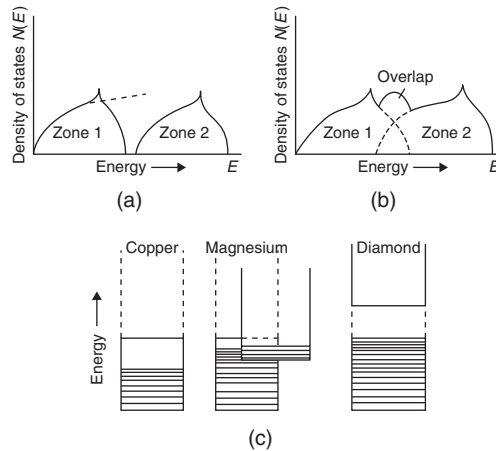 Density of states N(E)
Zone 1
Zone 2
Energy
E
(a)
Density of states N(E)
Overlap
Zone 1
Zone 2
Energy
E
(b)
Energy
Copper
Magnesium
Diamond
(c)